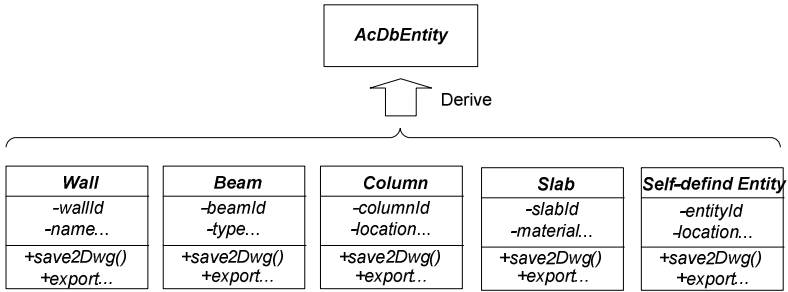 AcDbEntity
Derive
Wall
-wallId
-name...
+save2Dwg()
+export...
Beam
-beamId
-type...
+save2Dwg()
+export...
Column
-columnId
-location...
+save2Dwg()
+export...
Slab
-slabId
-material...
+save2Dwg()
+export...
Self-defind Entity
-entityId
-location...
+save2Dwg()
+export...